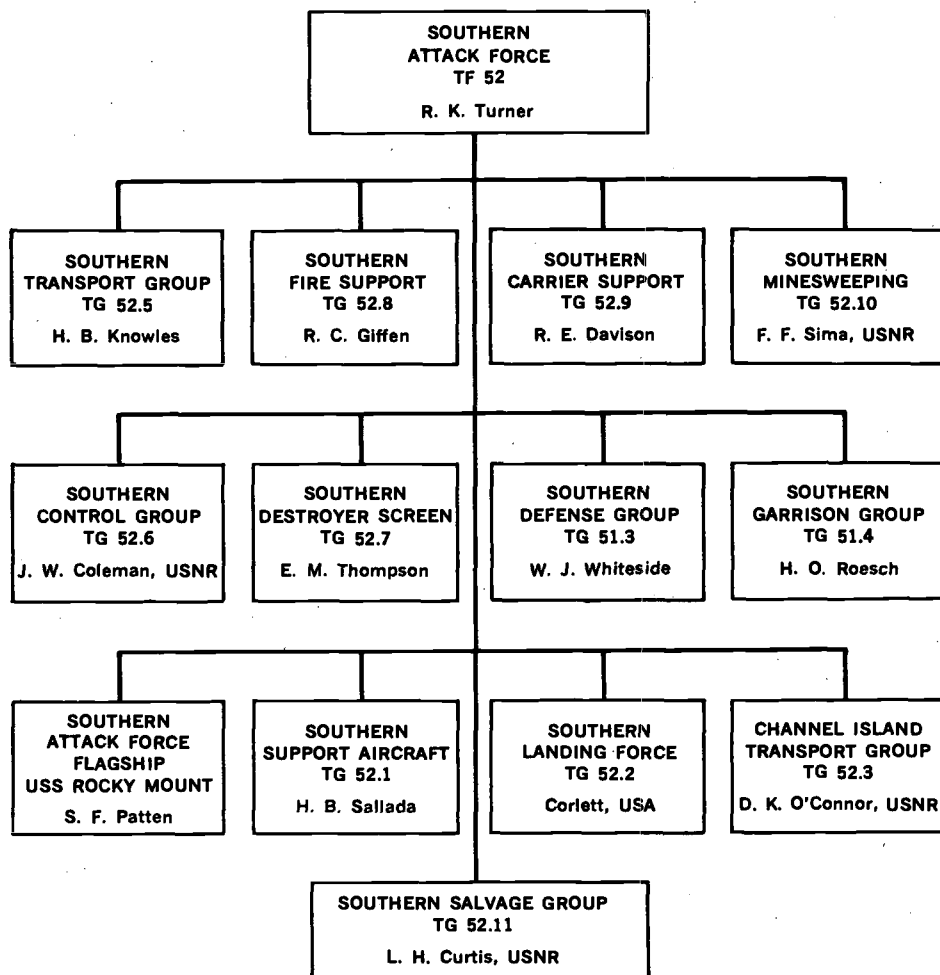 SOUTHERN
ATTACK FORCE
TF 52
R. K. Turner
SOUTHERN
TRANSPORT GROUP
TG 52.5
H. B. Knowles
SOUTHERN
FIRE SUPPORT
TG 52.8
R. C. Giffen
SOUTHERN
CARRIER SUPPORT
TG 52.9
R. E. Davison
SOUTHERN
MINESWEEPING
TG 52.10
F. F. Sima, USNR
SOUTHERN
CONTROL GROUP
TG 52.6
J. W. Coleman, USNR
SOUTHERN
DESTROYER SCREEN
TG 52.7
E. M. Thompson
SOUTHERN
DEFENSE GROUP
TG 51.3
W. J. Whiteside
SOUTHERN
GARRISON GROUP
TG 51.4
H. O. Roesch
SOUTHERN
ATTACK FORCE
FLAGSHIP
USS ROCKY MOUNT
S. F. Patten
SOUTHERN
SUPPORT AIRCRAFT
TG 52.1
H. B. Sallada
SOUTHERN
LANDING FORCE
TG 52.2
Corlett, USA
CHANNEL ISLAND
TRANSPORT GROUP
TG 52.3
D. K. O'Connor, USNR
SOUTHERN SALVAGE GROUP
TG 52.11
L. H. Curtis, USNR